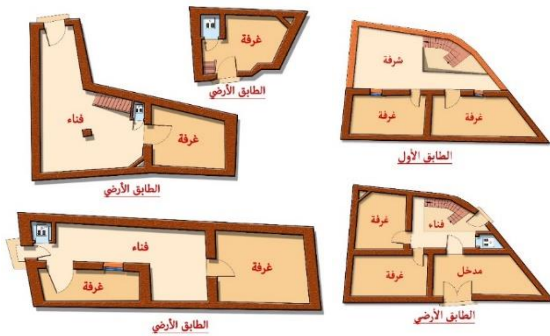 غرفة
الطابق الأرضي
شرفة
غرفة
غرفة
الطابق الأول
فناء
غرفة
الطابق الأرضي
غرفة
فناء
غرفة
مدخل
الطابق الأرضي
فناء
غرفة
غرفة
الطابق الأرضي